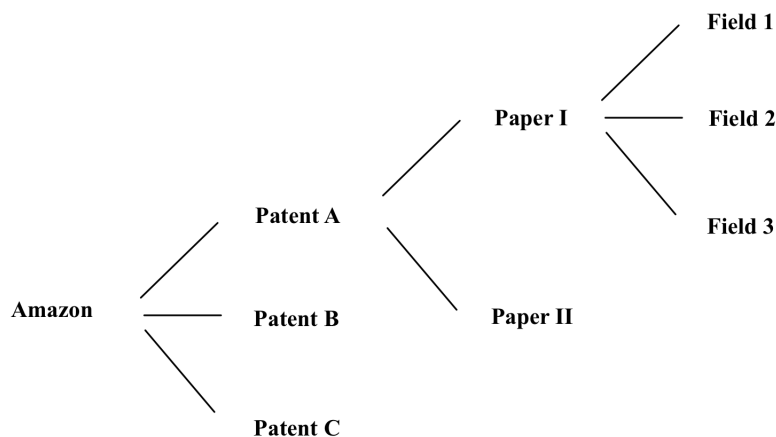 Field 1
Paper I
Field 2
Patent A
Field 3
Amazon
Patent B
Paper II
Patent C